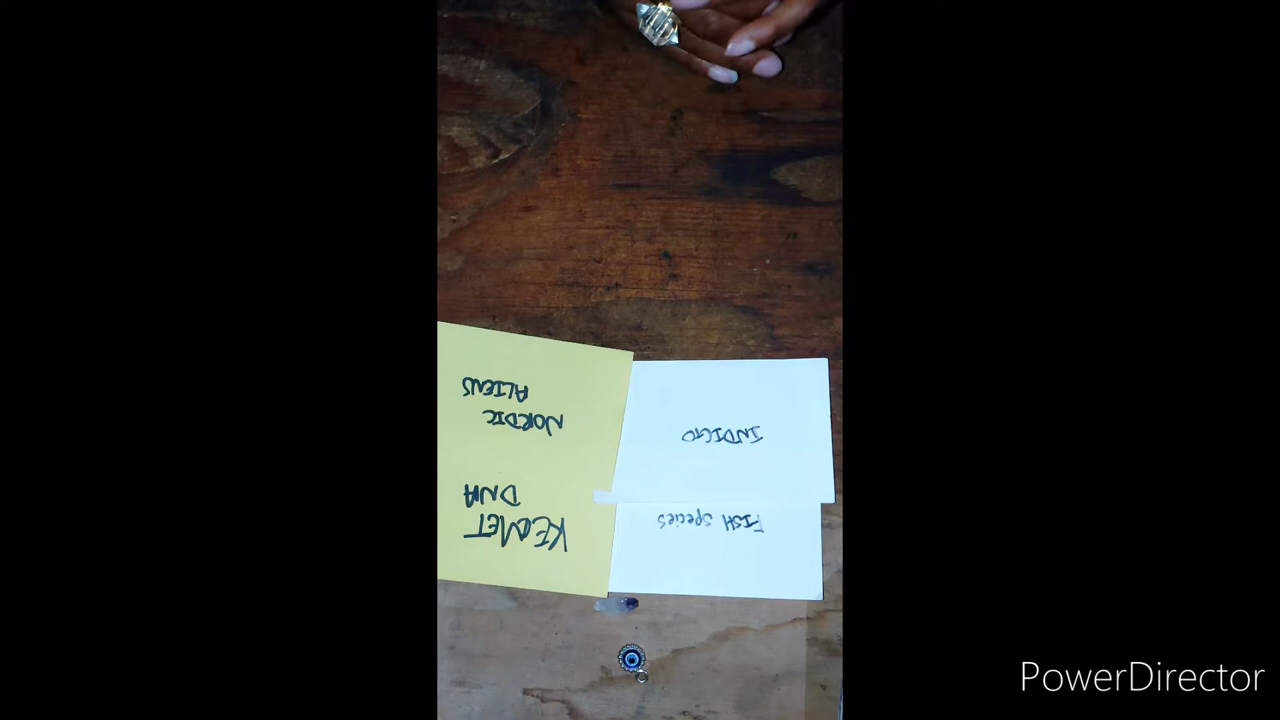 FISH Species
INDIGO
KEMET
DNA
NORDIC
ALIENS
PowerDirector